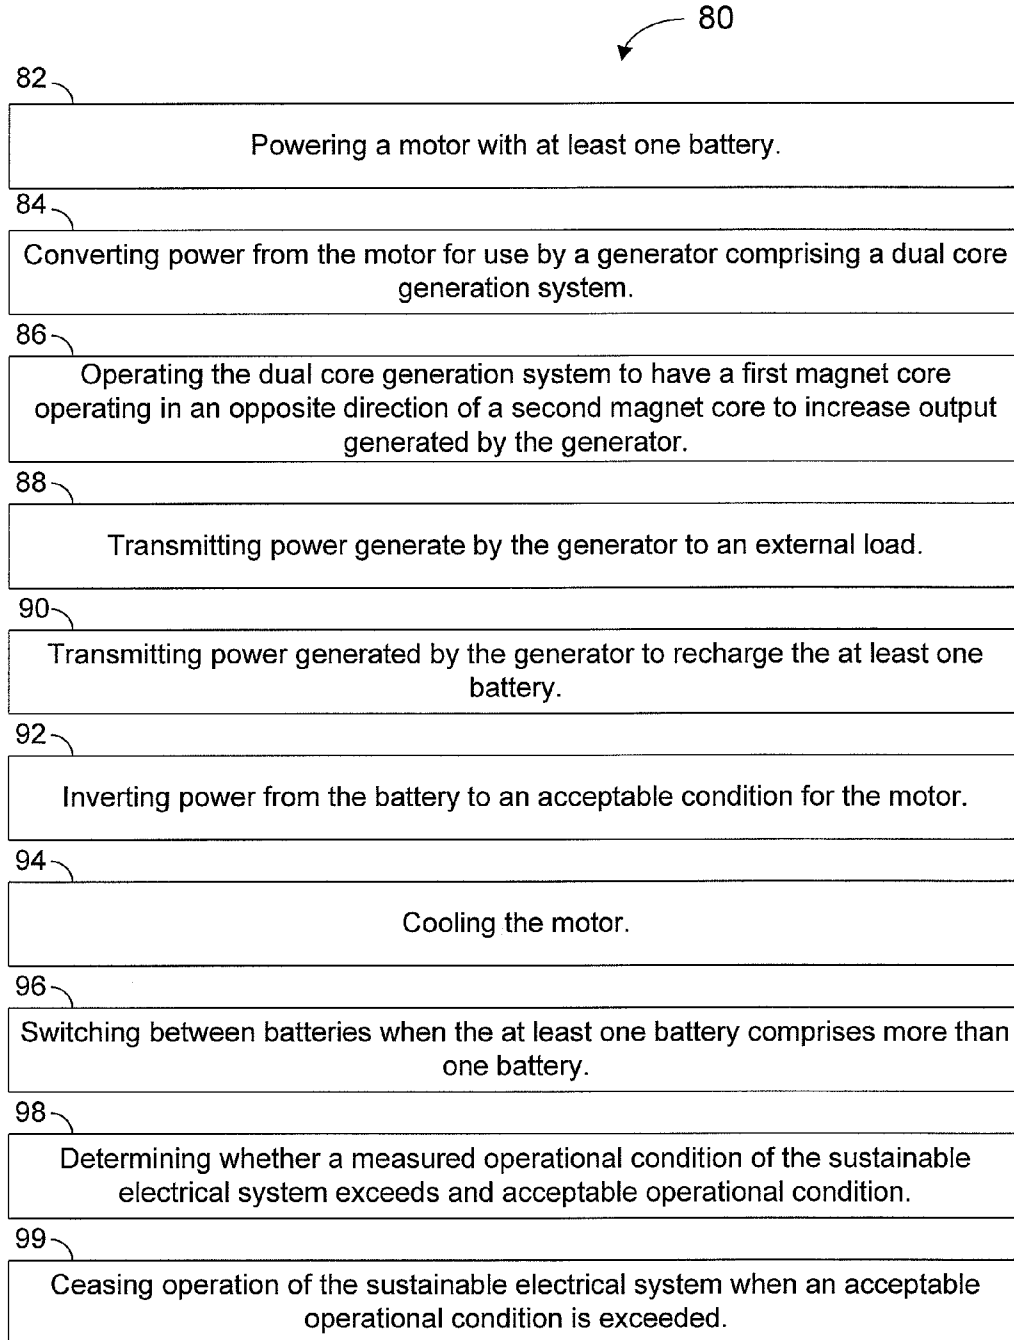 80
82
Powering a motor with at least one battery.
84
Converting power from the motor for use by a generator comprising a dual core
generation system.
86
Operating the dual core generation system to have a first magnet core
operating in an opposite direction of a second magnet core to increase output
generated by the generator.
88
Transmitting power generate by the generator to an external load.
90
Transmitting power generated by the generator to recharge the at least one
battery.
92
Inverting power from the battery to an acceptable condition for the motor.
94
Cooling the motor.
96
Switching between batteries when the at least one battery comprises more than
one battery.
98
Determining whether a measured operational condition of the sustainable
electrical system exceeds and acceptable operational condition.
99
Ceasing operation of the sustainable electrical system when an acceptable
operational condition is exceeded.